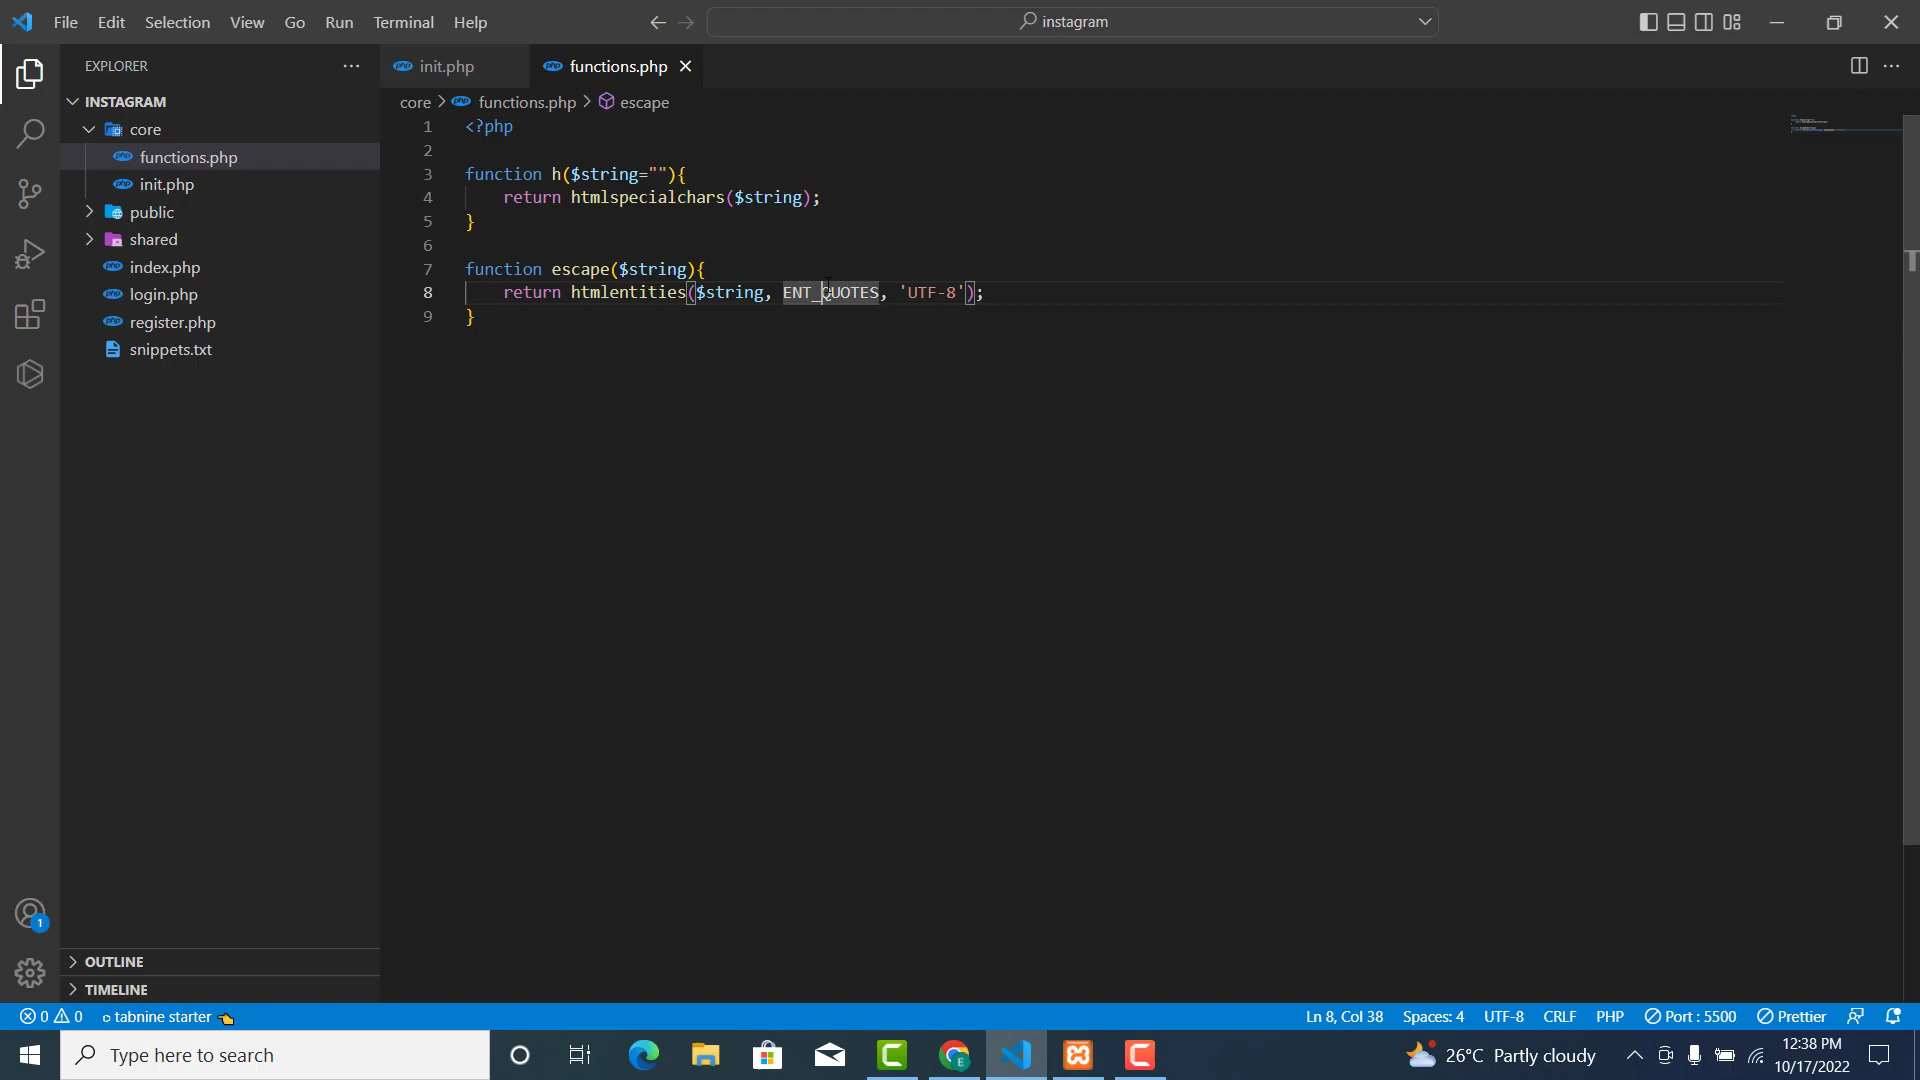 File Edit Selection View Go Run Terminal Help
instagram
EXPLORER
INSTAGRAM
core
functions.php
init.php
public
shared
index.php
login.php
register.php
snippets.txt
OUTLINE
TIMELINE
init.php
functions.php
core > functions.php > escape
1 <?php
2
3 function h($string=""){
4 return htmlspecialchars($string);
5 }
6
7 function escape($string){
8 return htmlentities($string, ENT_QUOTES, 'UTF-8');
9 }
1
0 0 tabnine starter
Ln 8, Col 38 Spaces: 4 UTF-8 CRLF PHP Port : 5500 Prettier
Type here to search
E
26°C Partly cloudy
12:38 PM
10/17/2022